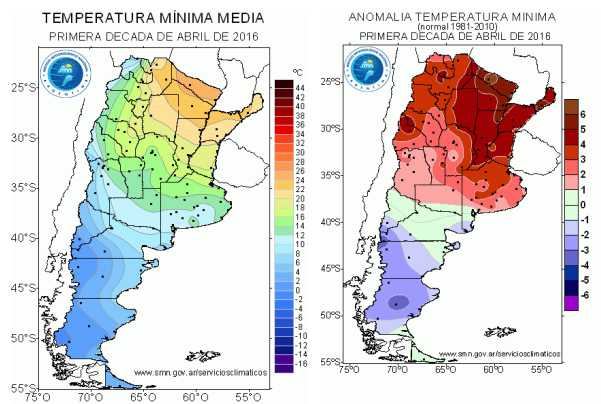 TEMPERATURA MÍNIMA MEDIA
PRIMERA DECADA DE ABRIL DE 2016
ºC
44
42
40
38
36
34
32
30
28
26
24
22
20
18
16
14
12
10
8
6
4
2
0
-2
-4
-6
-8
-10
-12
-14
-16
25°S
30°S
35°S
40°S
45°S
50°S
55°S
75°O
70°O
65°O
60°O
55°O
www.smn.gov.ar/serviciosclimaticos
ANOMALIA TEMPERATURA MINIMA
(normal 1981-2010)
PRIMERA DECADA DE ABRIL DE 2016
6
5
4
3
2
1
-1
-2
-3
-4
-5
-6
25°S
30°S
35°S
40°S
45°S
50°S
55°S
75°O
70°O
65°O
60°O
55°O
www.smn.gov.ar/serviciosclimaticos